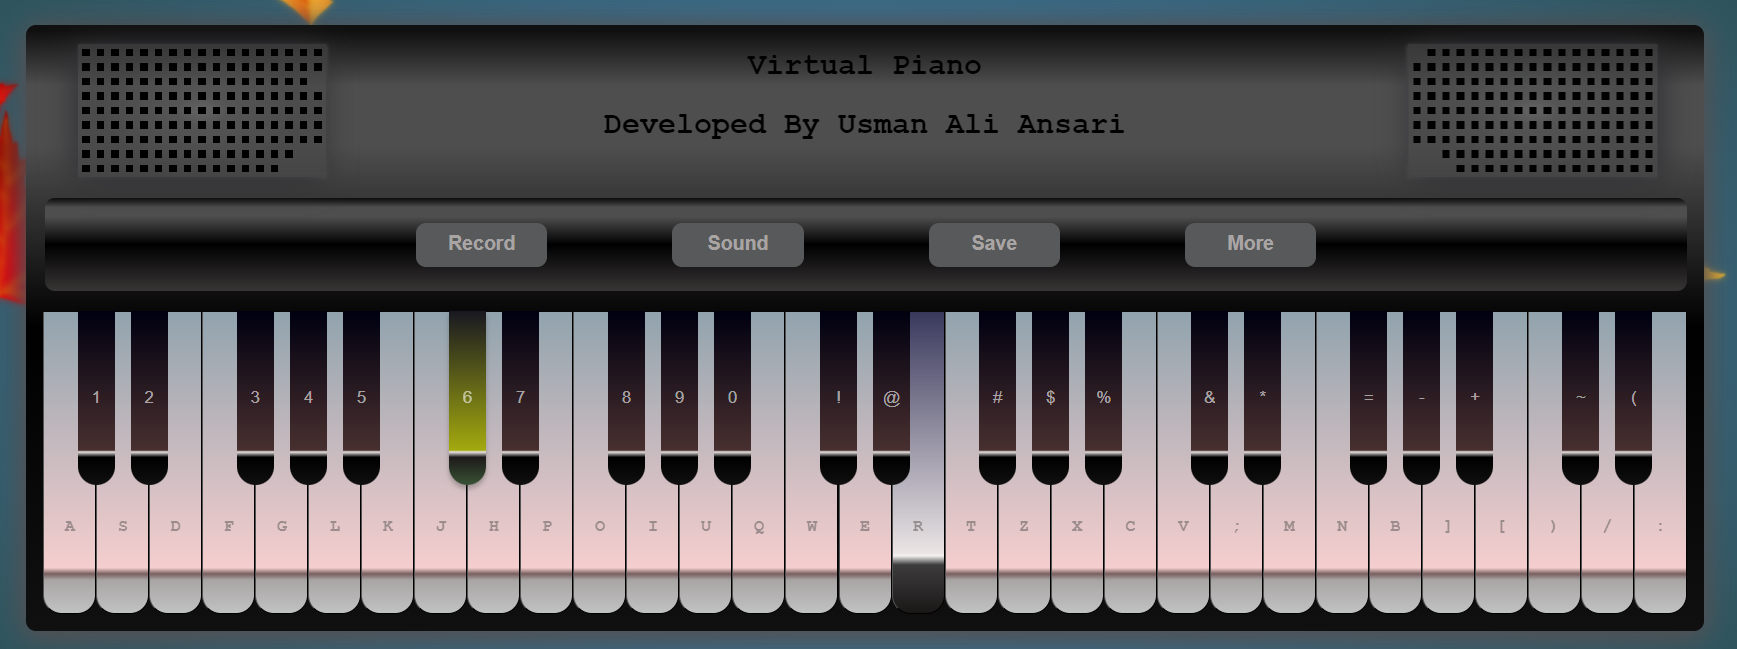 Virtual Piano
Developed By Usman Ali Ansari
Record Sound Save More
1 2 3 4 5 6 7 8 9 0 ! @ # $ % & * = - + ~ (
A S D F G L K J H P O I U Q W E R T Z X C V ; M N B ] [ ) / :